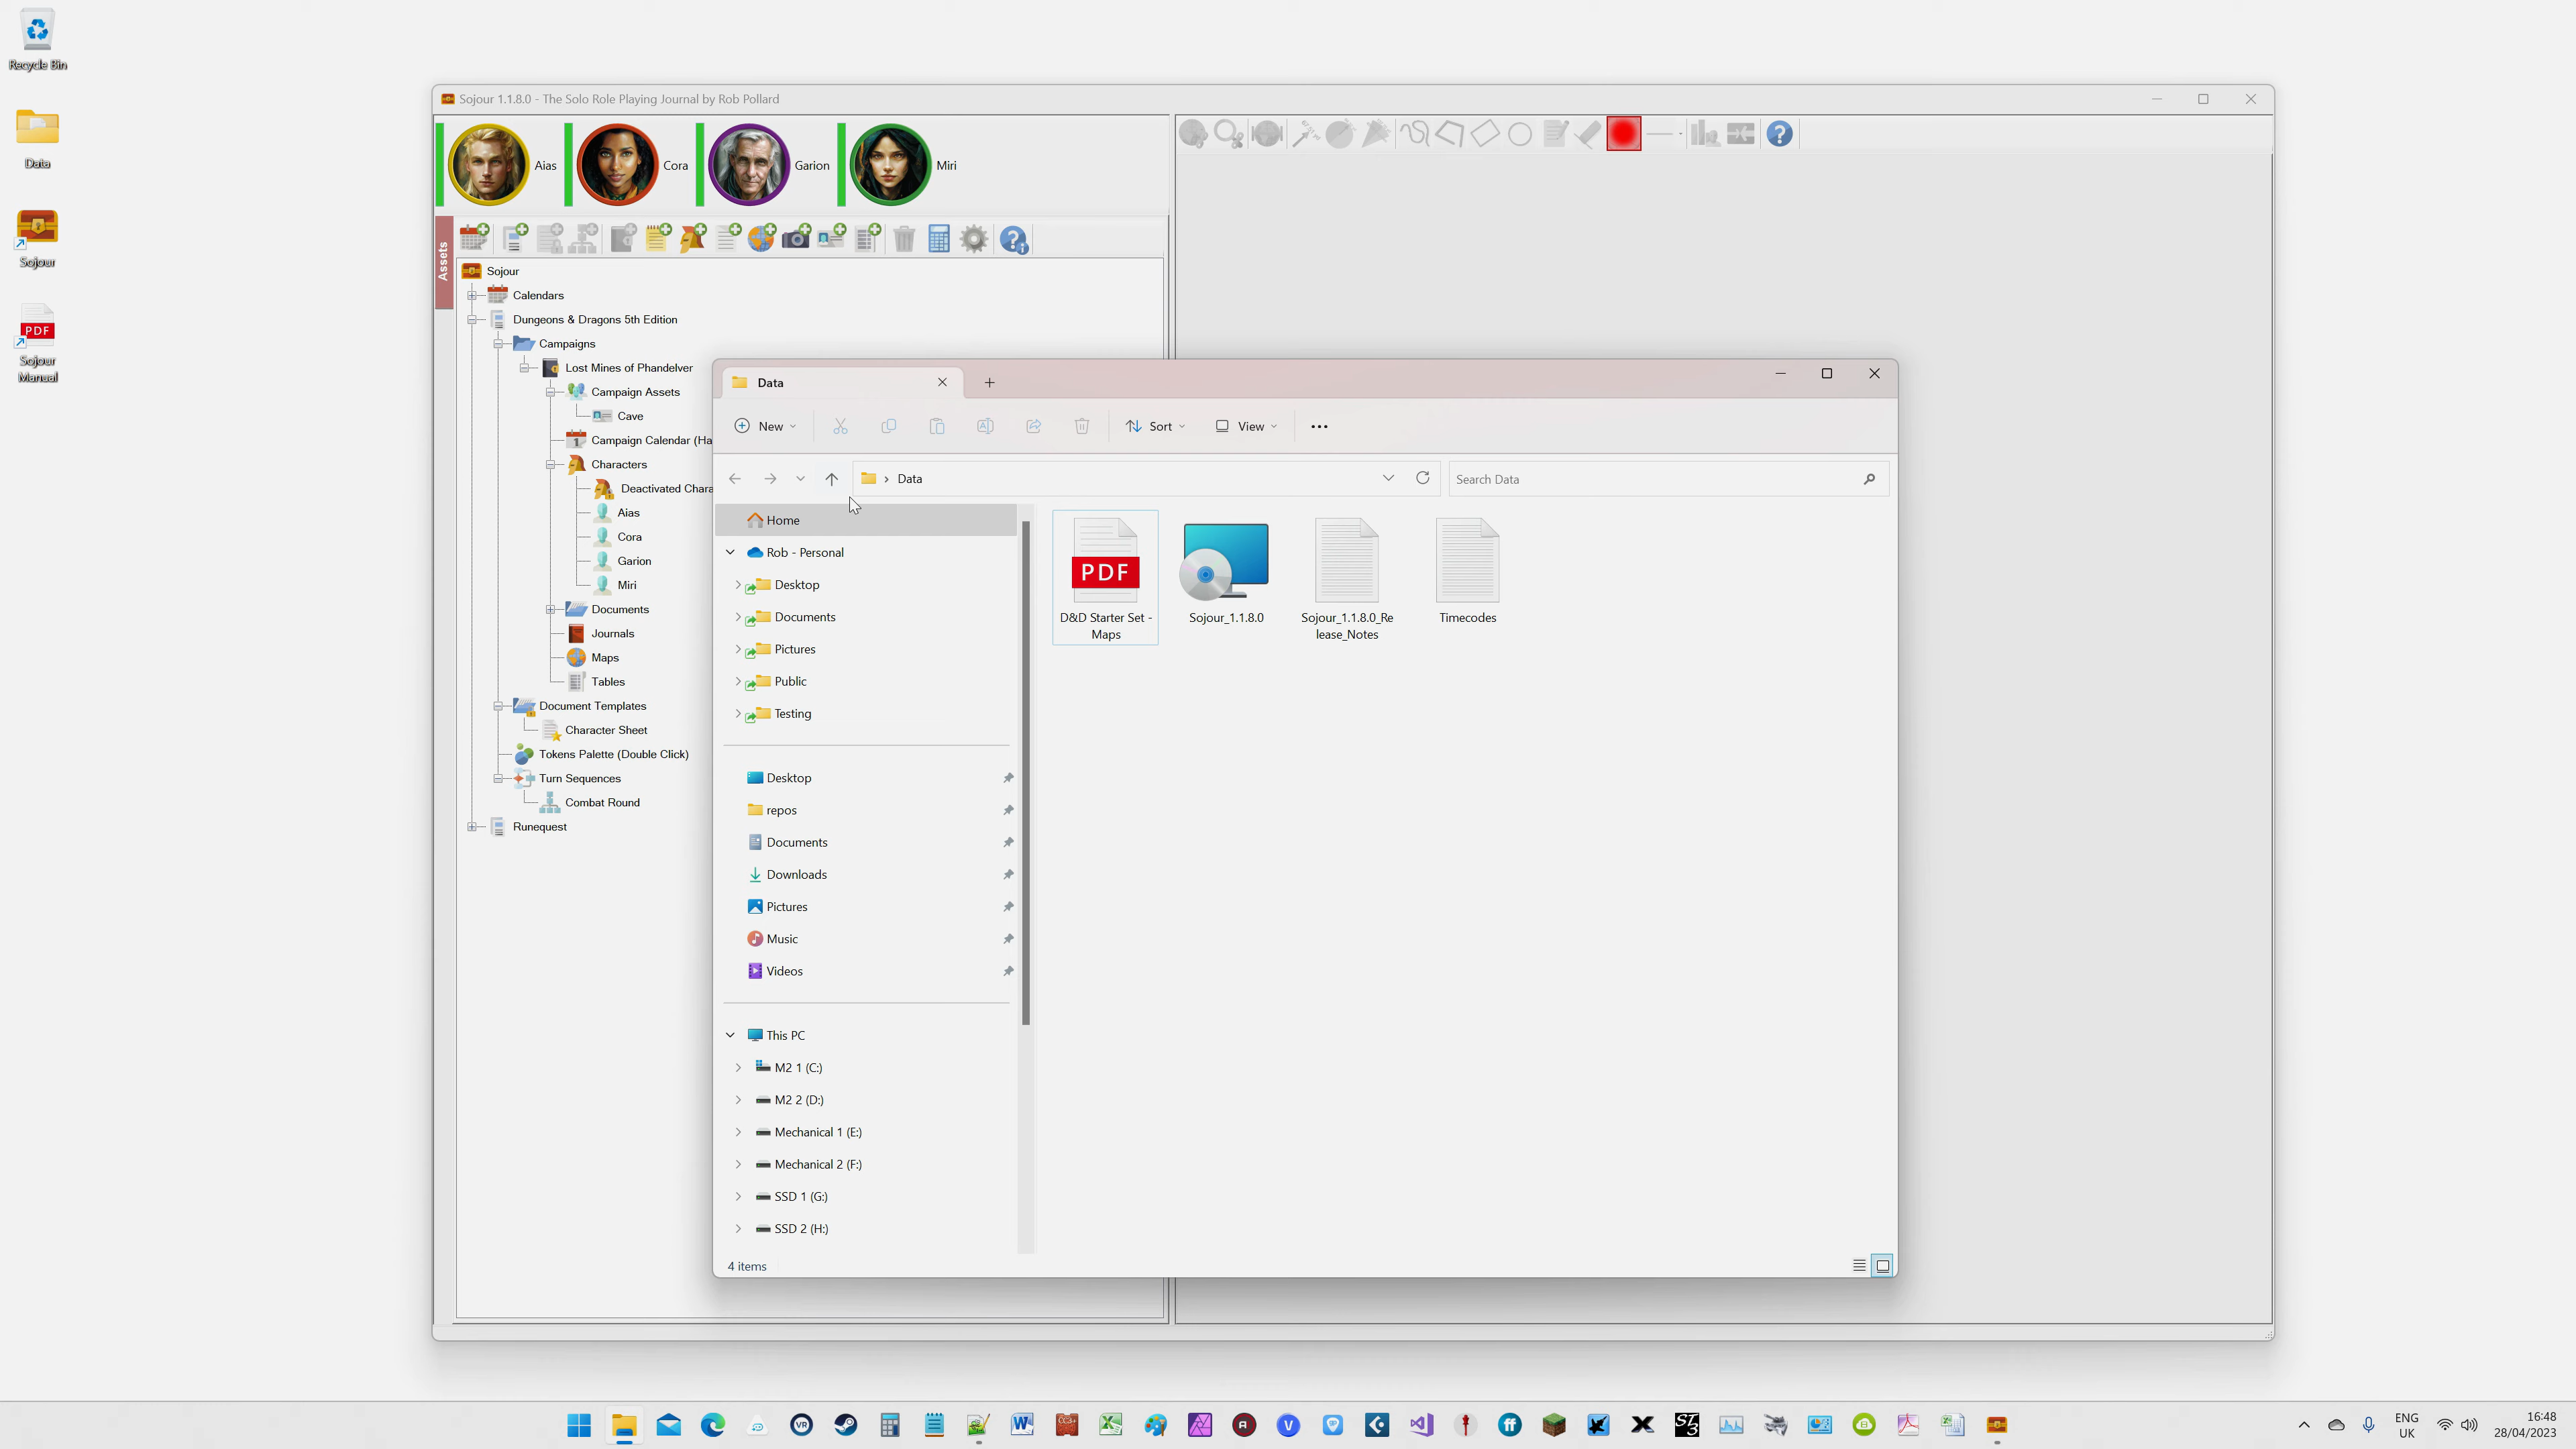 Recycle Bin
Data
Sojour
Sojour
Manual
PDF
Sojour 1.1.8.0 - The Solo Role Playing Journal by Rob Pollard
Aias
Cora
Garion
Miri
Assets
Sojour
Calendars
Dungeons & Dragons 5th Edition
Campaigns
Lost Mines of Phandelver
Campaign Assets
Cave
Campaign Calendar (Ha
Characters
Deactivated Chara
Aias
Cora
Garion
Miri
Documents
Journals
Maps
Tables
Document Templates
Character Sheet
Tokens Palette (Double Click)
Turn Sequences
Combat Round
Runequest
Data
New
Sort
View
Data
Search Data
Home
Rob - Personal
Desktop
Documents
Pictures
Public
Testing
Desktop
repos
Documents
Downloads
Pictures
Music
Videos
This PC
M2 1 (C:)
M2 2 (D:)
Mechanical 1 (E:)
Mechanical 2 (F:)
SSD 1 (G:)
SSD 2 (H:)
PDF
D&D Starter Set -
Maps
Sojour_1.1.8.0
Sojour_1.1.8.0_Re
lease_Notes
Timecodes
4 items
VR
CC3+
ff
ENG
UK
16:48
28/04/2023